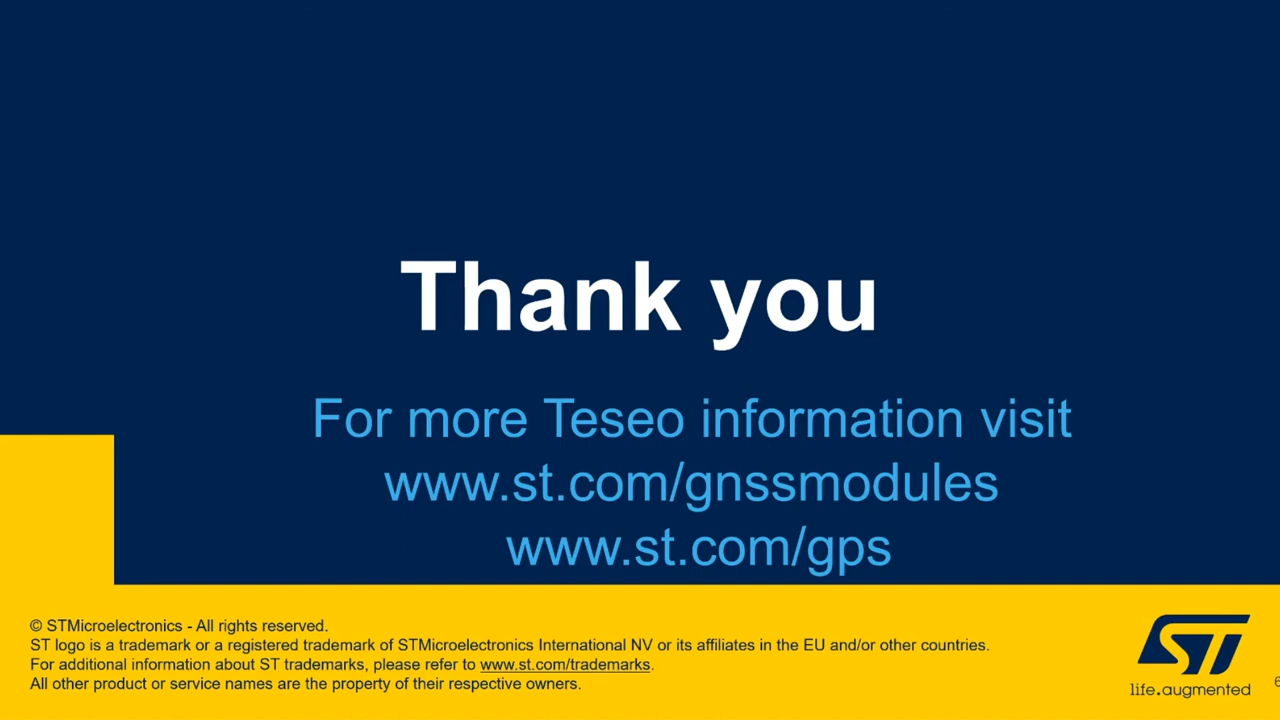 Thank you
For more Teseo information visit
www.st.com/gnssmodules
www.st.com/gps
© STMicroelectronics - All rights reserved.
ST logo is a trademark or a registered trademark of STMicroelectronics International NV or its affiliates in the EU and/or other countries.
For additional information about ST trademarks, please refer to www.st.com/trademarks.
All other product or service names are the property of their respective owners.
ST
life.augmented
6